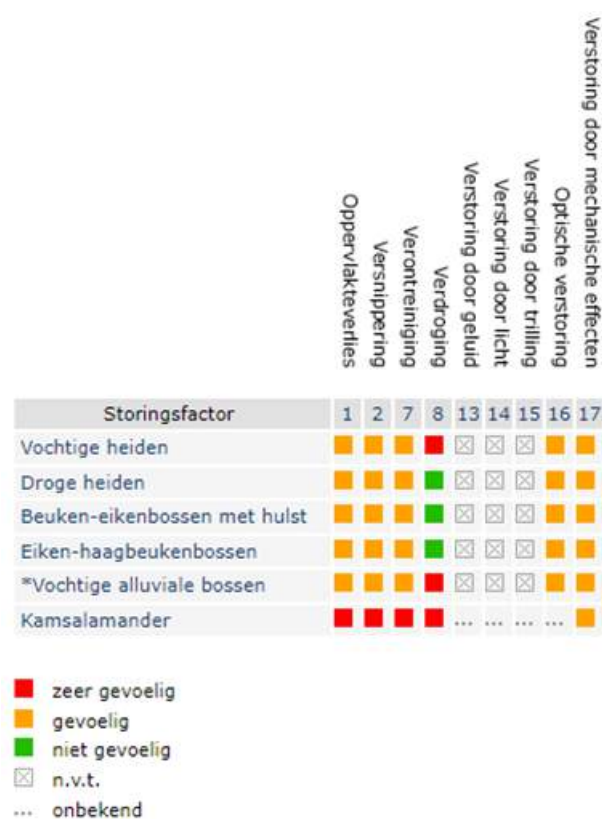 Oppervlakteverlies
Versnippering
Verontreiniging
Verdroging
Verstoring door geluid
Verstoring door licht
Verstoring door trilling
Optische verstoring
Verstoring door mechanische effecten
Storingsfactor 1 2 7 8 13 14 15 16 17
Vochtige heiden
Droge heiden
Beuken-eikenbossen met hulst
Eiken-haagbeukenbossen
*Vochtige alluviale bossen
Kamsalamander ... ... ... ...
zeer gevoelig
gevoelig
niet gevoelig
n.v.t.
... onbekend